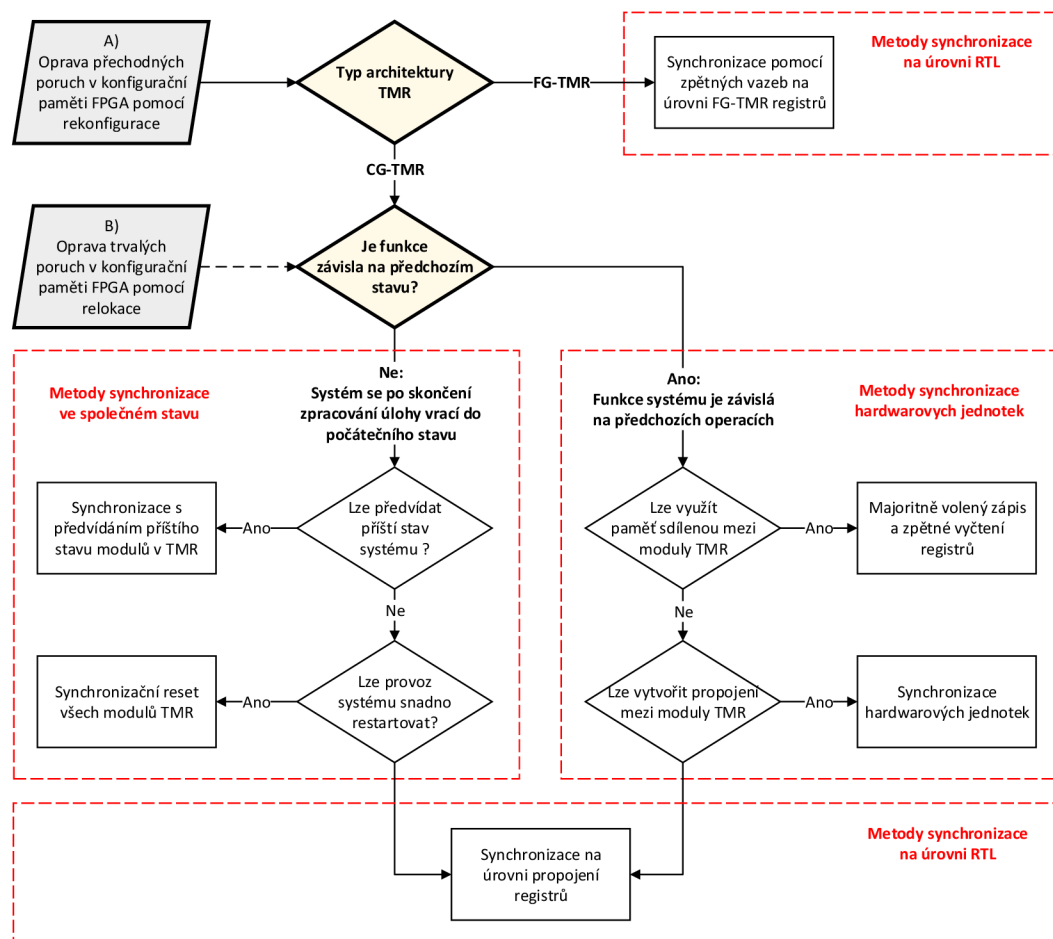 A)
Oprava přechodných
poruch v konfigurační
paměti FPGA pomocí
rekonfigurace
Typ architektury
TMR
FG-TMR
Synchronizace pomocí
zpětných vazeb na
úrovni FG-TMR registrů
Metody synchronizace
na úrovni RTL
CG-TMR
B)
Oprava trvalých
poruch v konfigurační
paměti FPGA pomocí
relokace
Je funkce
závisla na předchozím
stavu?
Metody synchronizace
ve společném stavu
Ne:
Systém se po skončení
zpracování úlohy vrací do
počátečního stavu
Ano:
Funkce systému je závislá
na předchozích operacích
Metody synchronizace
hardwarovych jednotek
Synchronizace s
předvídáním příštího
stavu modulů v TMR
Ano
Lze předvídat
příští stav
systému ?
Lze využít
paměť sdílenou mezi
moduly TMR
Ano
Majoritně volený zápis
a zpětné vyčtení
registrů
Ne
Ne
Synchronizační reset
všech modulů TMR
Ano
Lze provoz
systému snadno
restartovat?
Lze vytvořit propojení
mezi moduly TMR
Ano
Synchronizace
hardwarových jednotek
Synchronizace na
úrovni propojení
registrů
Metody synchronizace
na úrovni RTL